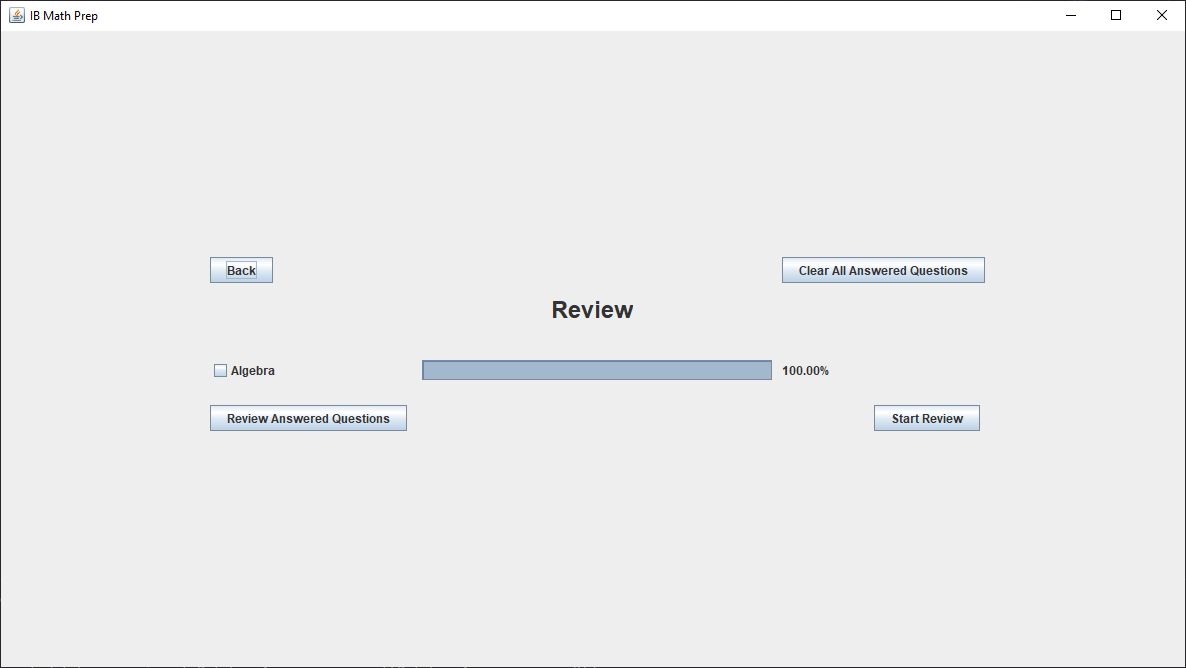 IB Math Prep
Back
Clear All Answered Questions
Review
Algebra 100.00%
Review Answered Questions
Start Review